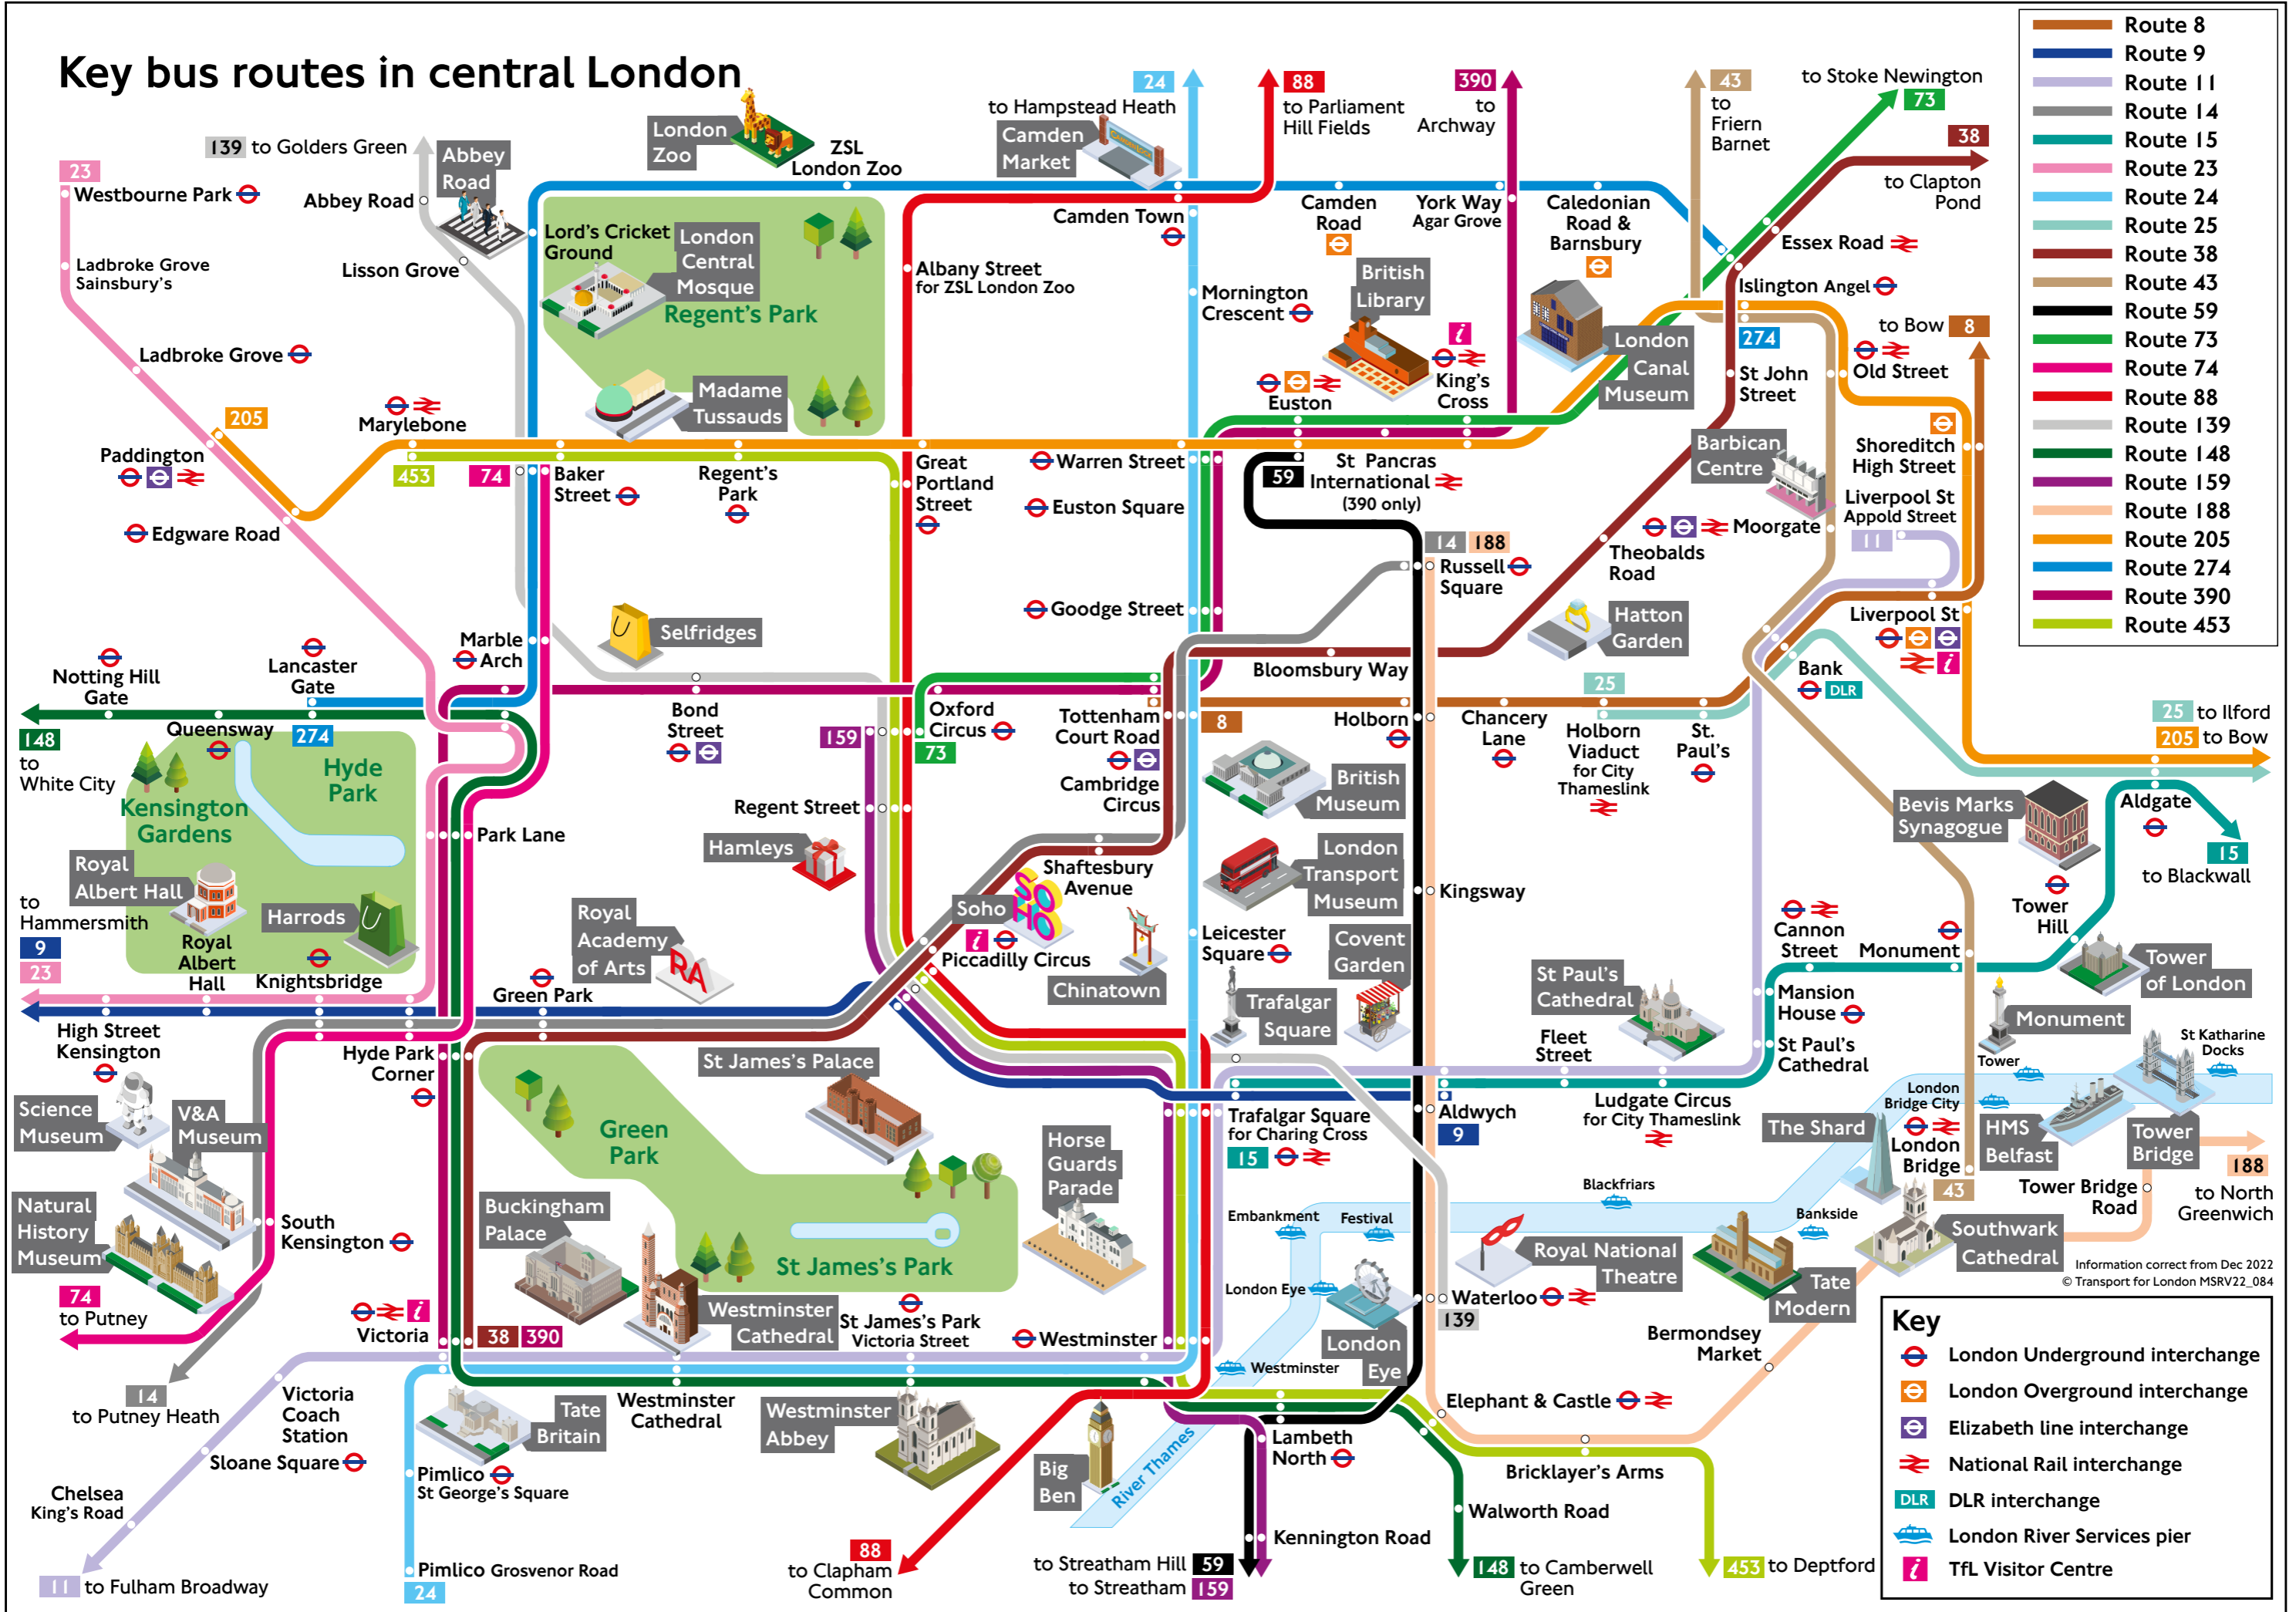 Key bus routes in central London
Route 8
Route 9
Route 11
Route 14
Route 15
Route 23
Route 24
Route 25
Route 38
Route 43
Route 59
Route 73
Route 74
Route 88
Route 139
Route 148
Route 159
Route 188
Route 205
Route 274
Route 390
Route 453
24
to Hampstead Heath
88
to Parliament
Hill Fields
390
to
Archway
43
to
Friern
Barnet
to Stoke Newington
73
38
to Clapton
Pond
139 to Golders Green
Abbey
Road
Abbey Road
Lisson Grove
London
Zoo
ZSL
London Zoo
Camden
Market
Camden Town
Camden
Road
York Way
Agar Grove
Caledonian
Road &
Barnsbury
Essex Road
Islington Angel
274
23
Westbourne Park
Ladbroke Grove
Sainsbury's
Ladbroke Grove
205
Paddington
Edgware Road
Marylebone
453
74
Baker
Street
Lord's Cricket
Ground
London
Central
Mosque
Regent's Park
Madame
Tussauds
Regent's
Park
Albany Street
for ZSL London Zoo
Great
Portland
Street
Mornington
Crescent
Warren Street
Euston Square
Goodge Street
British
Library
i
Euston
King's
Cross
59
St Pancras
International
(390 only)
London
Canal
Museum
St John
Street
to Bow 8
Old Street
Shoreditch
High Street
Barbican
Centre
Liverpool St
Appold Street
11
Moorgate
Theobalds
Road
14 188
Russell
Square
Hatton
Garden
Liverpool St
i
Bank
DLR
Notting Hill
Gate
Lancaster
Gate
Queensway
274
148
to
White City
Marble
Arch
Selfridges
Bond
Street
159
Oxford
Circus
73
Tottenham
Court Road
8
Bloomsbury Way
Holborn
Chancery
Lane
25
Holborn
Viaduct
for City
Thameslink
St.
Paul's
25 to Ilford
205 to Bow
Hyde
Park
Kensington
Gardens
Royal
Albert Hall
Royal
Albert
Hall
Harrods
Knightsbridge
to
Hammersmith
9
23
High Street
Kensington
Park Lane
Regent Street
Hamleys
Cambridge
Circus
Shaftesbury
Avenue
British
Museum
London
Transport
Museum
Kingsway
Soho
SO
HO
i
Piccadilly Circus
Royal
Academy
of Arts
RA
Green Park
Chinatown
Leicester
Square
Covent
Garden
Trafalgar
Square
Bevis Marks
Synagogue
Aldgate
15
to Blackwall
Tower
Hill
Cannon
Street
Monument
Tower
of London
St Paul's
Cathedral
Mansion
House
St Paul's
Cathedral
Fleet
Street
Monument
Tower
St Katharine
Docks
Hyde Park
Corner
St James's Palace
Green
Park
Science
Museum
V&A
Museum
Natural
History
Museum
South
Kensington
74
to Putney
14
to Putney Heath
Buckingham
Palace
St James's Park
Horse
Guards
Parade
Trafalgar Square
for Charing Cross
15
Aldwych
9
Ludgate Circus
for City Thameslink
London
Bridge City
The Shard
London
Bridge
43
HMS
Belfast
Tower
Bridge
188
to North
Greenwich
Tower Bridge
Road
Embankment
Festival
Blackfriars
Bankside
Royal National
Theatre
Tate
Modern
Southwark
Cathedral
London Eye
Waterloo
139
London
Eye
Bermondsey
Market
Information correct from Dec 2022
© Transport for London MSRV22_084
i
Victoria
38 390
Westminster
Cathedral
St James's Park
Victoria Street
Westminster
Westminster
Victoria
Coach
Station
Sloane Square
Chelsea
King's Road
11 to Fulham Broadway
Tate
Britain
Westminster
Cathedral
Westminster
Abbey
Pimlico
St George's Square
Pimlico Grosvenor Road
24
88
to Clapham
Common
Big
Ben
River Thames
Lambeth
North
Kennington Road
to Streatham Hill 59
to Streatham 159
Elephant & Castle
Bricklayer's Arms
Walworth Road
148 to Camberwell
Green
453 to Deptford
Key
London Underground interchange
London Overground interchange
Elizabeth line interchange
National Rail interchange
DLR DLR interchange
London River Services pier
i TfL Visitor Centre